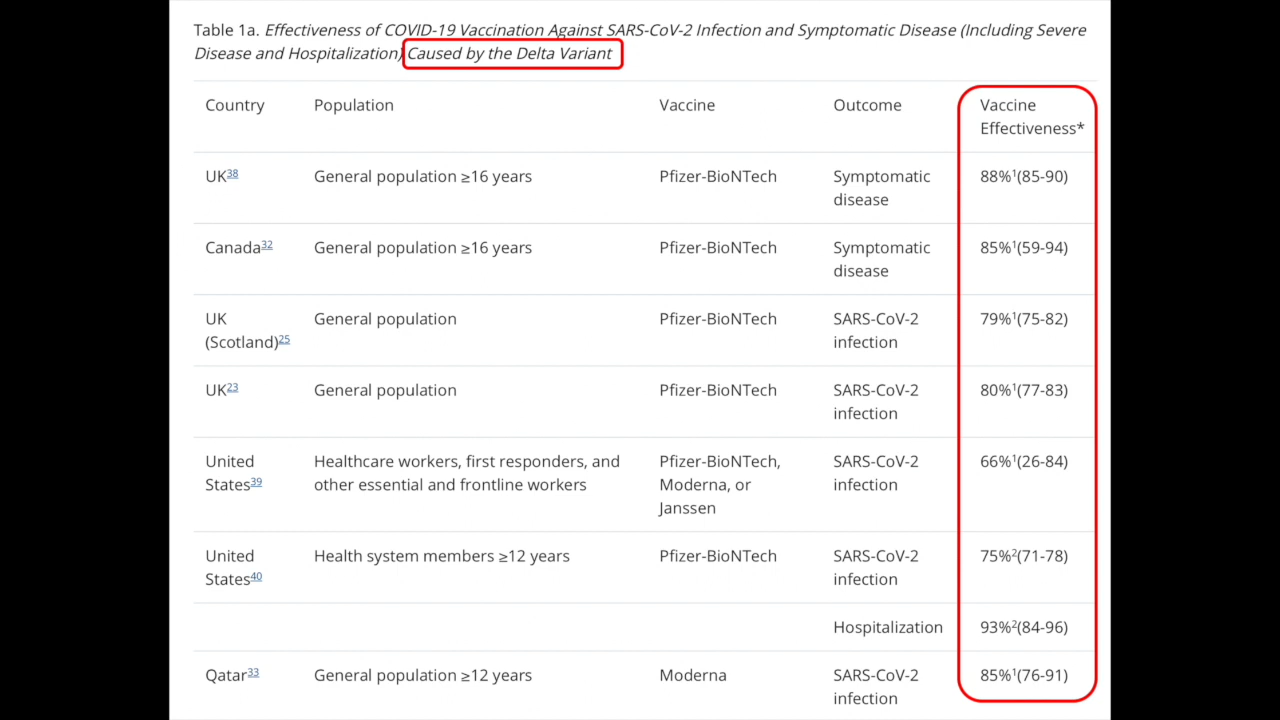 Table 1a. Effectiveness of COVID-19 Vaccination Against SARS-CoV-2 Infection and Symptomatic Disease (Including Severe
Disease and Hospitalization) Caused by the Delta Variant
Country Population Vaccine Outcome Vaccine
Effectiveness*
UK38 General population ≥16 years Pfizer-BioNTech Symptomatic 88%¹(85-90)
disease
Canada32 General population ≥16 years Pfizer-BioNTech Symptomatic 85%¹(59-94)
disease
UK General population Pfizer-BioNTech SARS-CoV-2 79%¹(75-82)
(Scotland)25 infection
UK23 General population Pfizer-BioNTech SARS-CoV-2 80%¹(77-83)
infection
United Healthcare workers, first responders, and Pfizer-BioNTech, SARS-CoV-2 66%¹(26-84)
States39 other essential and frontline workers Moderna, or infection
Janssen
United Health system members ≥12 years Pfizer-BioNTech SARS-CoV-2 75%²(71-78)
States40 infection
Hospitalization 93%²(84-96)
Qatar33 General population ≥12 years Moderna SARS-CoV-2 85%¹(76-91)
infection